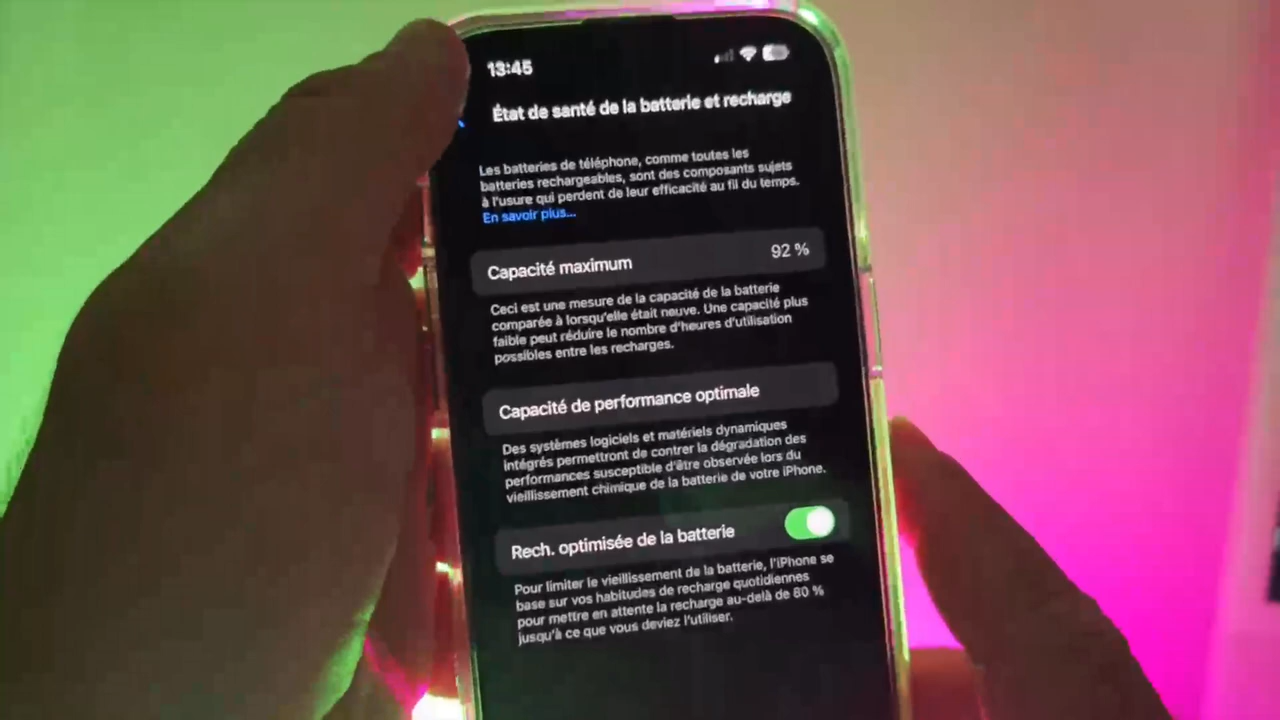 13:45
État de santé de la batterie et recharge
Les batteries de téléphone, comme toutes les
batteries rechargeables, sont des composants sujets
à l'usure qui perdent de leur efficacité au fil du temps.
En savoir plus...
Capacité maximum 92 %
Ceci est une mesure de la capacité de la batterie
comparée à lorsqu'elle était neuve. Une capacité plus
faible peut réduire le nombre d'heures d'utilisation
possibles entre les recharges.
Capacité de performance optimale
Des systèmes logiciels et matériels dynamiques
intégrés permettront de contrer la dégradation des
performances susceptible d'être observée lors du
vieillissement chimique de la batterie de votre iPhone.
Rech. optimisée de la batterie
Pour limiter le vieillissement de la batterie, l'iPhone se
base sur vos habitudes de recharge quotidiennes
pour mettre en attente la recharge au-delà de 80 %
jusqu'à ce que vous deviez l'utiliser.